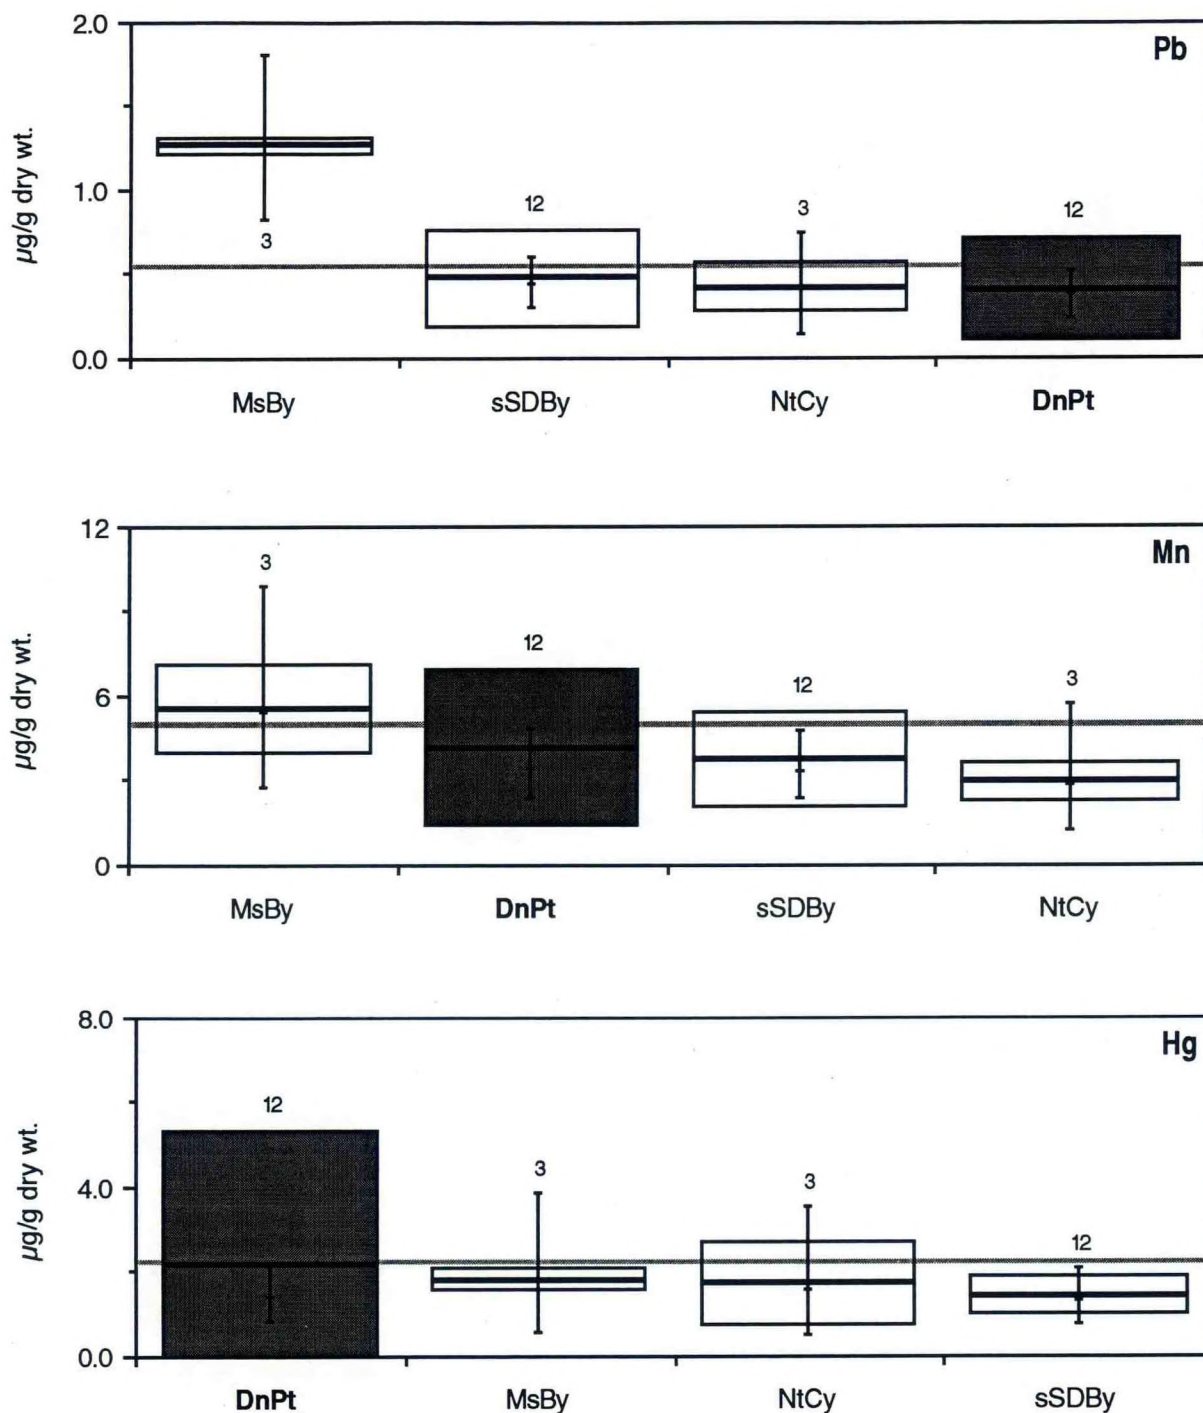 2.0
Pb
µg/g dry wt.
1.0
12
3
12
3
0.0
MsBy sSDBy NtCy DnPt
12
Mn
3
12
µg/g dry wt.
6
12
3
0
MsBy DnPt sSDBy NtCy
8.0
Hg
12
µg/g dry wt.
4.0
3
3
12
0.0
DnPt MsBy NtCy sSDBy